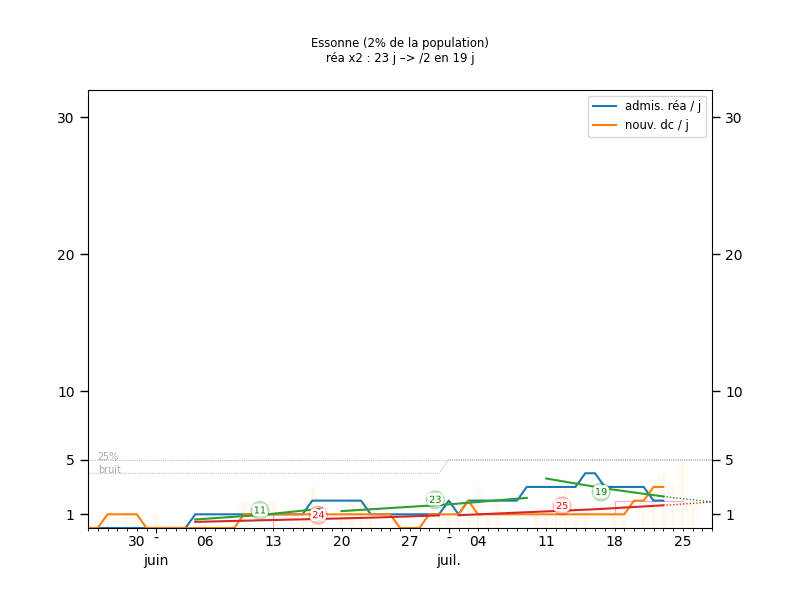 Essonne (2% de la population)
réa x2 : 23 j –> /2 en 19 j
admis. réa / j
nouv. dc / j
30 30
20 20
10 10
5 5
1 1
25%
bruit
11
24
23
25
19
30 - 06 13 20 27 - 04 11 18 25
juin juil.